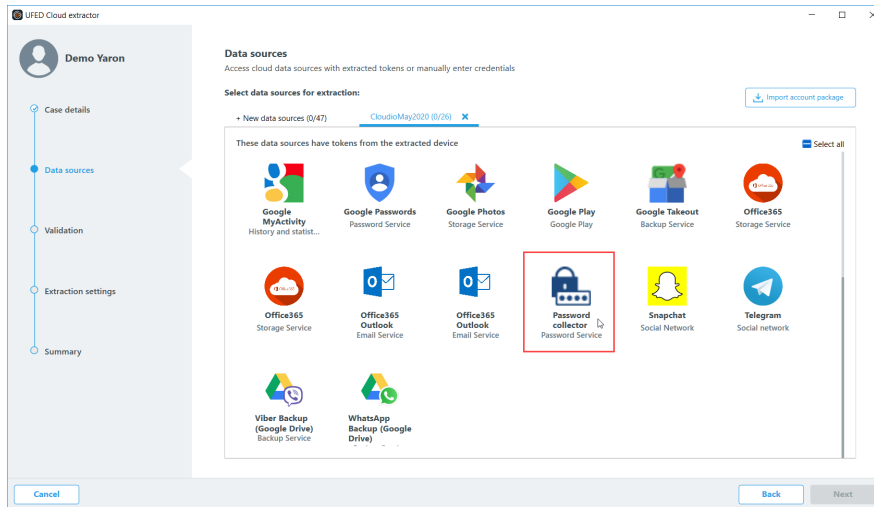 UFED Cloud extractor
Demo Yaron
Case details
Data sources
Validation
Extraction settings
Summary
Data sources
Access cloud data sources with extracted tokens or manually enter credentials
Select data sources for extraction:
Import account package
+ New data sources (0/47)
CloudioMay2020 (0/26)
These data sources have tokens from the extracted device
Select all
Google
MyActivity
History and statist...
Google Passwords
Password Service
Google Photos
Storage Service
Google Play
Google Play
Google Takeout
Backup Service
Office365
Storage Service
Office365
Storage Service
Office365
Outlook
Email Service
Office365
Outlook
Email Service
Password
collector
Password Service
Snapchat
Social Network
Telegram
Social network
Viber Backup
(Google Drive)
Backup Service
WhatsApp
Backup (Google
Drive)
Cancel
Back
Next